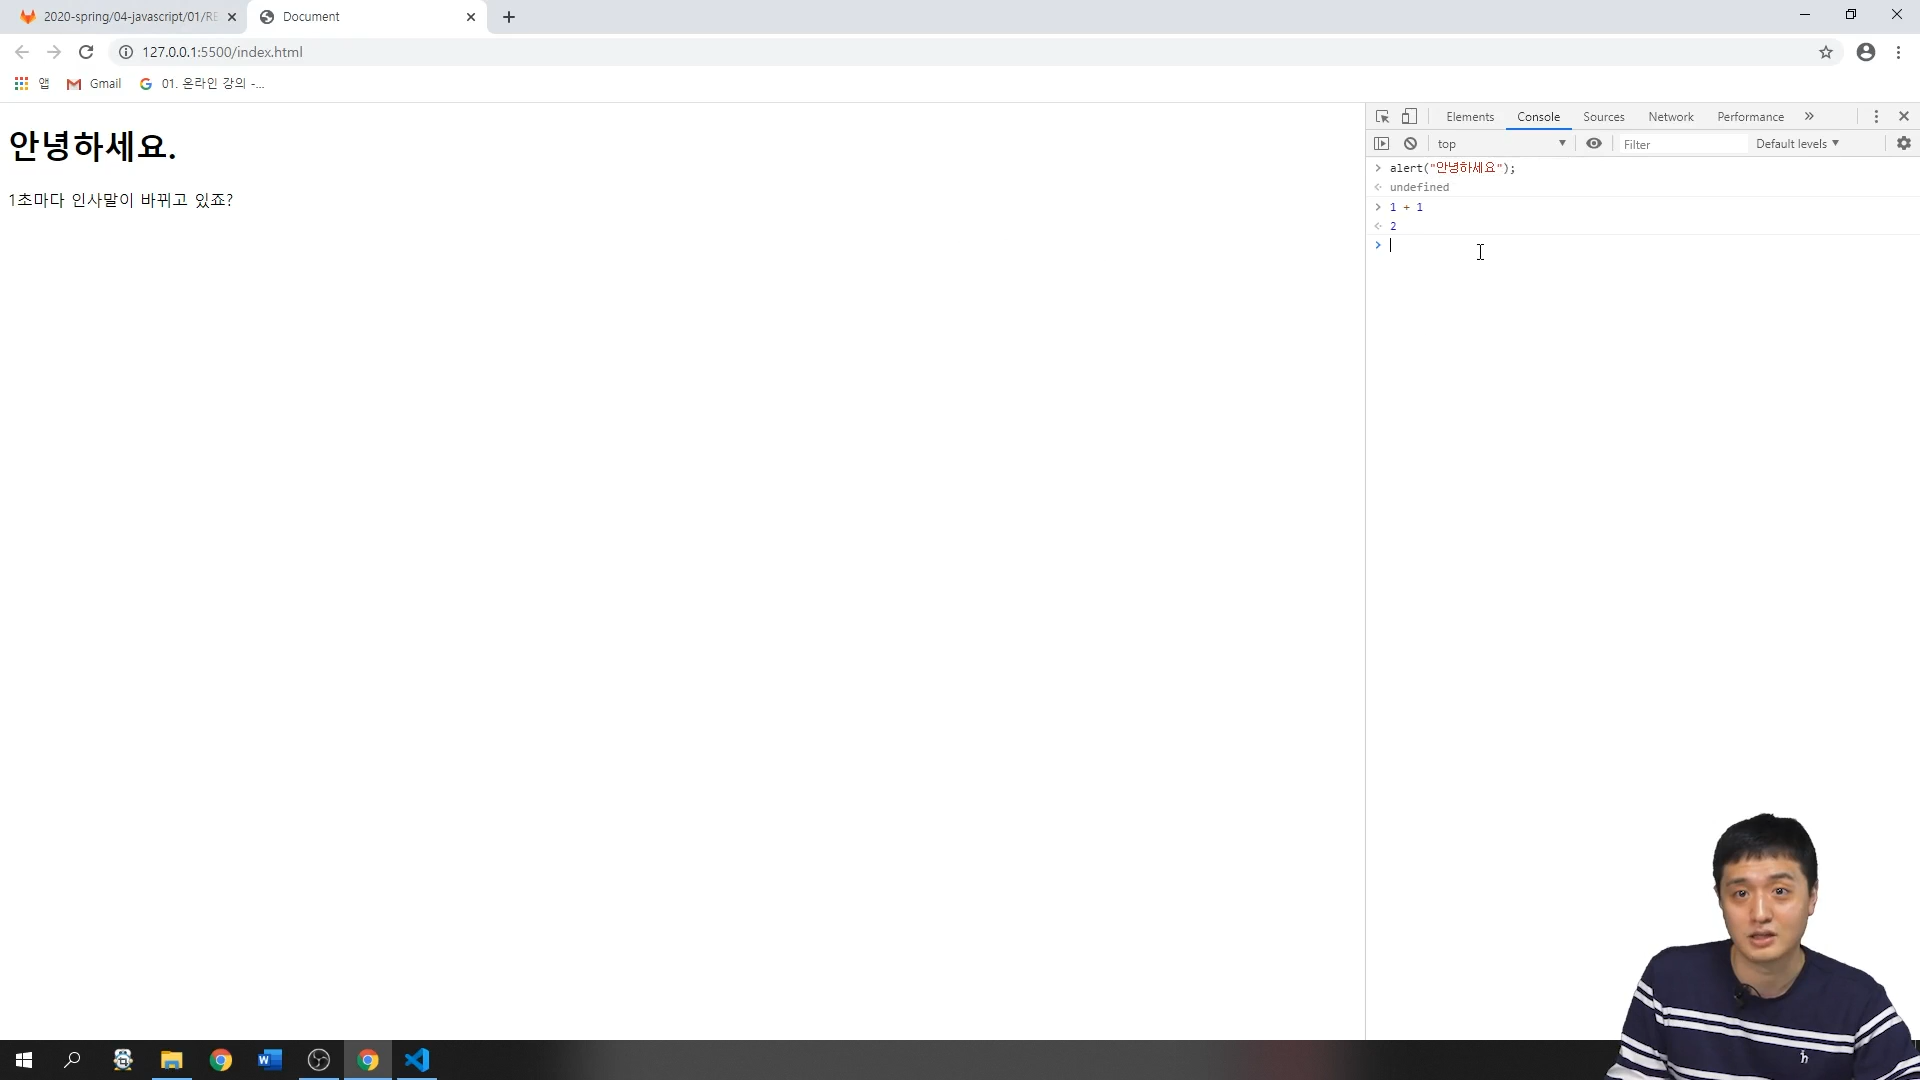 2020-spring/04-javascript/01/RE
Document
127.0.0.1:5500/index.html
앱
Gmail
01. 온라인 강의 -...
안녕하세요.
1초마다 인사말이 바뀌고 있죠?
Elements
Console
Sources
Network
Performance
top
Filter
Default levels
alert("안녕하세요");
undefined
1 + 1
2